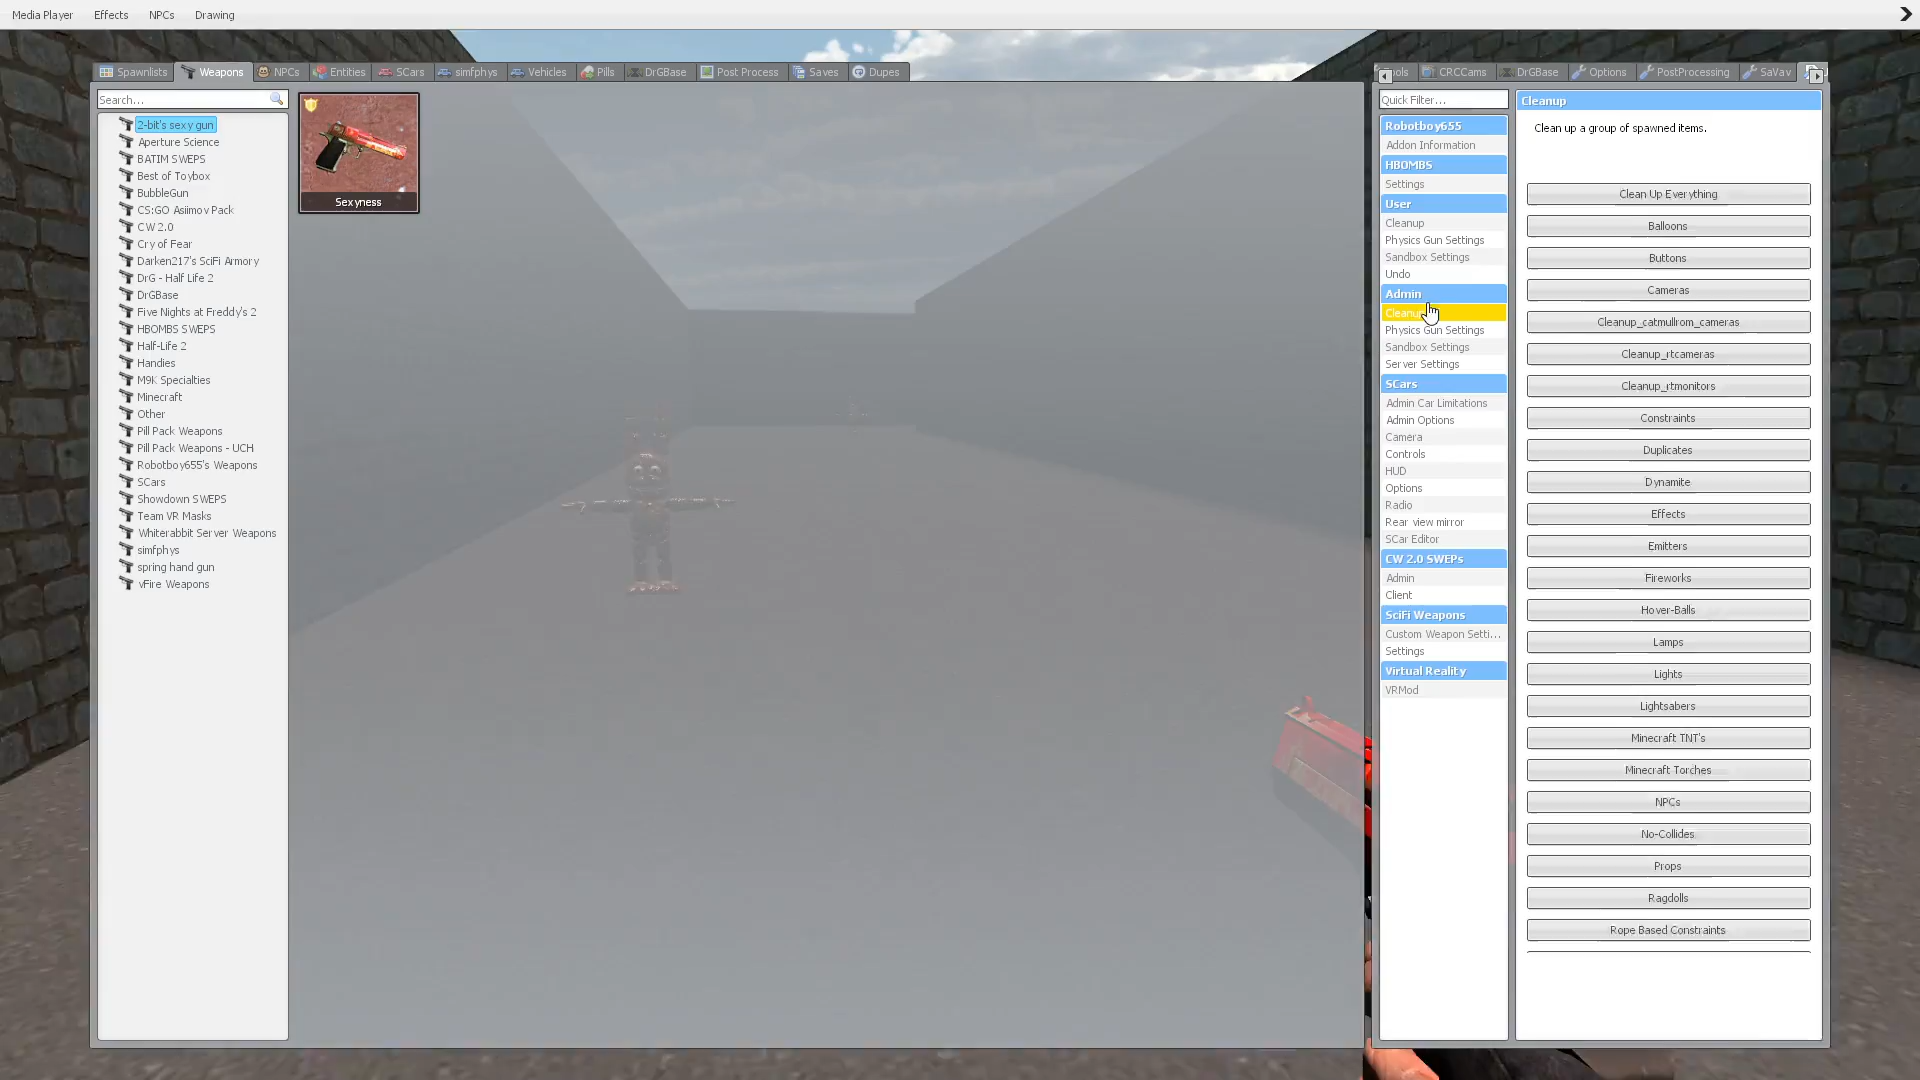 Media Player Effects NPCs Drawing
Spawnlists Weapons NPCs Entities SCars simfphys Vehicles Pills DrGBase Post Process Saves Dupes
Search...
2-bit's sexy gun
Aperture Science
BATIM SWEPS
Best of Toybox
BubbleGun
CS:GO Asiimov Pack
CW 2.0
Cry of Fear
Darken217's SciFi Armory
DrG - Half Life 2
DrGBase
Five Nights at Freddy's 2
HBOMBS SWEPS
Half-Life 2
Handies
M9K Specialties
Minecraft
Other
Pill Pack Weapons
Pill Pack Weapons - UCH
Robotboy655's Weapons
SCars
Showdown SWEPS
Team VR Masks
Whiterabbit Server Weapons
simfphys
spring hand gun
vFire Weapons
Sexyness
CRCCams DrGBase Options PostProcessing SaVav
Quick Filter...
Robotboy655
Addon Information
HBOMBS
Settings
User
Cleanup
Physics Gun Settings
Sandbox Settings
Undo
Admin
Cleanup
Physics Gun Settings
Sandbox Settings
Server Settings
SCars
Admin Car Limitations
Admin Options
Camera
Controls
HUD
Options
Radio
Rear view mirror
SCar Editor
CW 2.0 SWEPs
Admin
Client
SciFi Weapons
Custom Weapon Setti...
Settings
Virtual Reality
VRMod
Cleanup
Clean up a group of spawned items.
Clean Up Everything
Balloons
Buttons
Cameras
Cleanup_catmullrom_cameras
Cleanup_rtcameras
Cleanup_rtmonitors
Constraints
Duplicates
Dynamite
Effects
Emitters
Fireworks
Hover-Balls
Lamps
Lights
Lightsabers
Minecraft TNT's
Minecraft Torches
NPCs
No-Collides
Props
Ragdolls
Rope Based Constraints